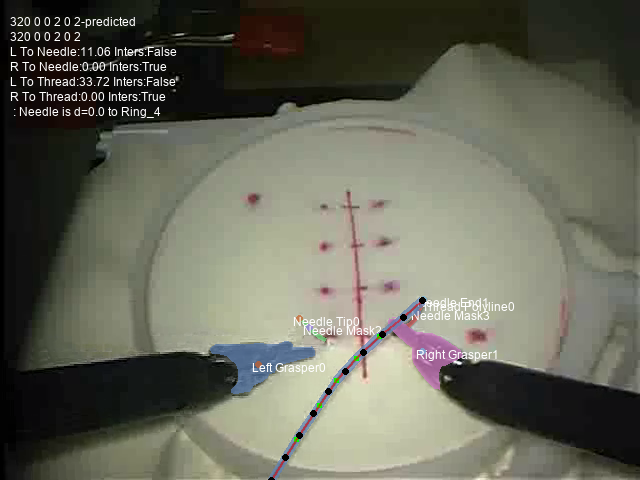 320 0 0 2 0 2-predicted
320 0 0 2 0 2
L To Needle:11.06 Inters:False
R To Needle:0.00 Inters:True
L To Thread:33.72 Inters:False
R To Thread:0.00 Inters:True
: Needle is d=0.0 to Ring_4
Needle End1
Thread Polyline0
Needle Mask3
Needle Tip0
Needle Mask2
Right Grasper1
Left Grasper0